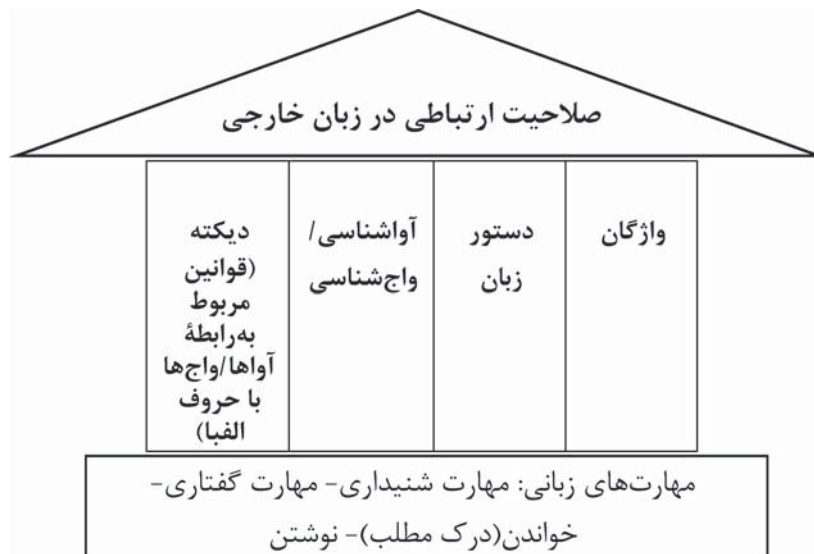 صلاحیت ارتباطی در زبان خارجی
واژگان
دستور
زبان
آواشناسی/
واج‌شناسی
دیکته
(قوانین
مربوط
به‌رابطهٔ
آواها/واج‌ها
با حروف
الفبا)
مهارت‌های زبانی: مهارت شنیداری- مهارت گفتاری-
خواندن(درک مطلب)- نوشتن